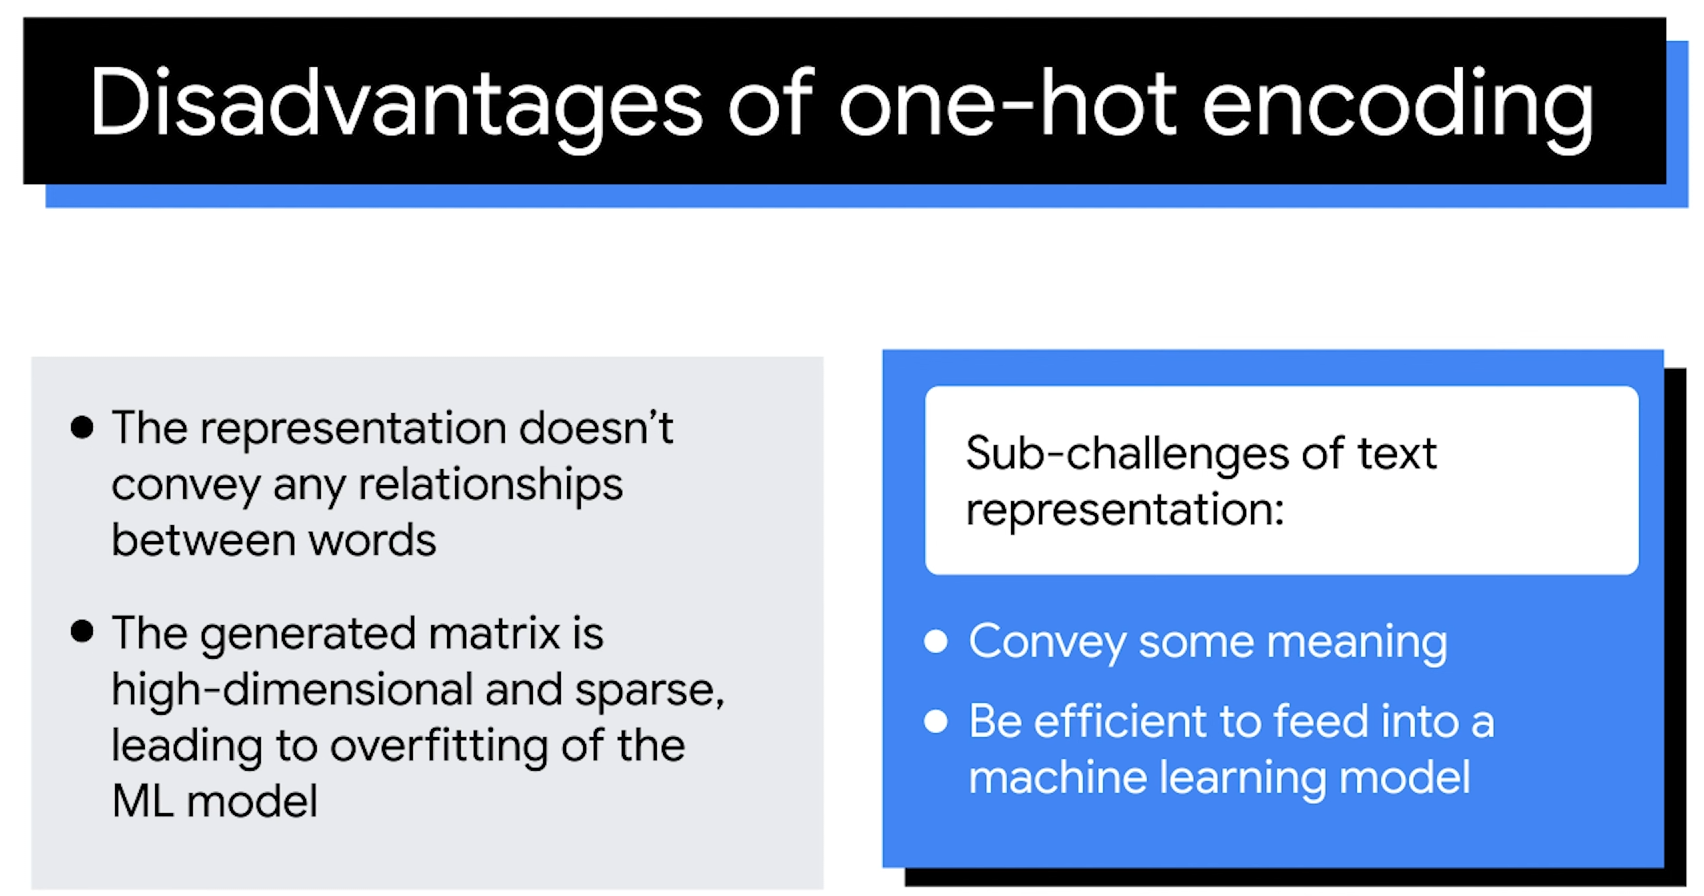 Disadvantages of one-hot encoding
● The representation doesn’t
convey any relationships
between words
● The generated matrix is
high-dimensional and sparse,
leading to overfitting of the
ML model
Sub-challenges of text
representation:
● Convey some meaning
● Be efficient to feed into a
machine learning model